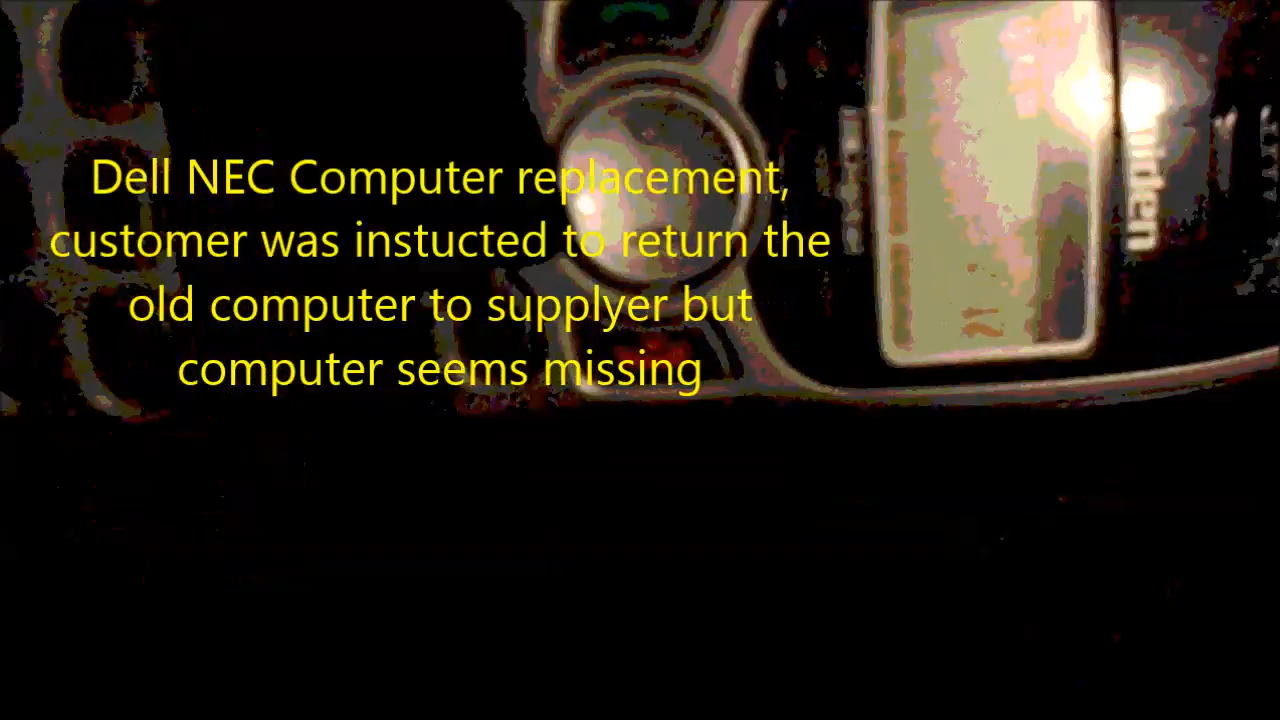 Dell NEC Computer replacement,
customer was instucted to return the
old computer to supplyer but
computer seems missing